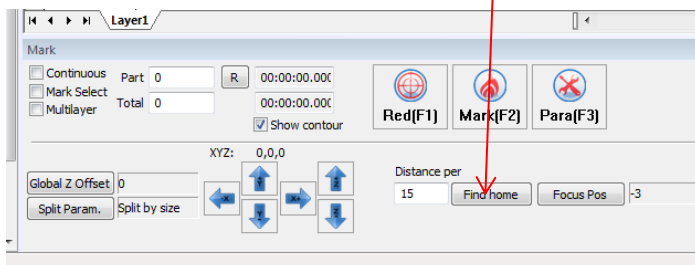 Layer1
Mark
Continuous
Mark Select
Multilayer
Part 0
Total 0
R
00:00:00.000
00:00:00.000
Show contour
Red(F1)
Mark(F2)
Para(F3)
XYZ: 0,0,0
Global Z Offset 0
Split Param. Split by size
-X
Y
Y-
X+
Z
Z-
Distance per
15
Find home
Focus Pos
-3